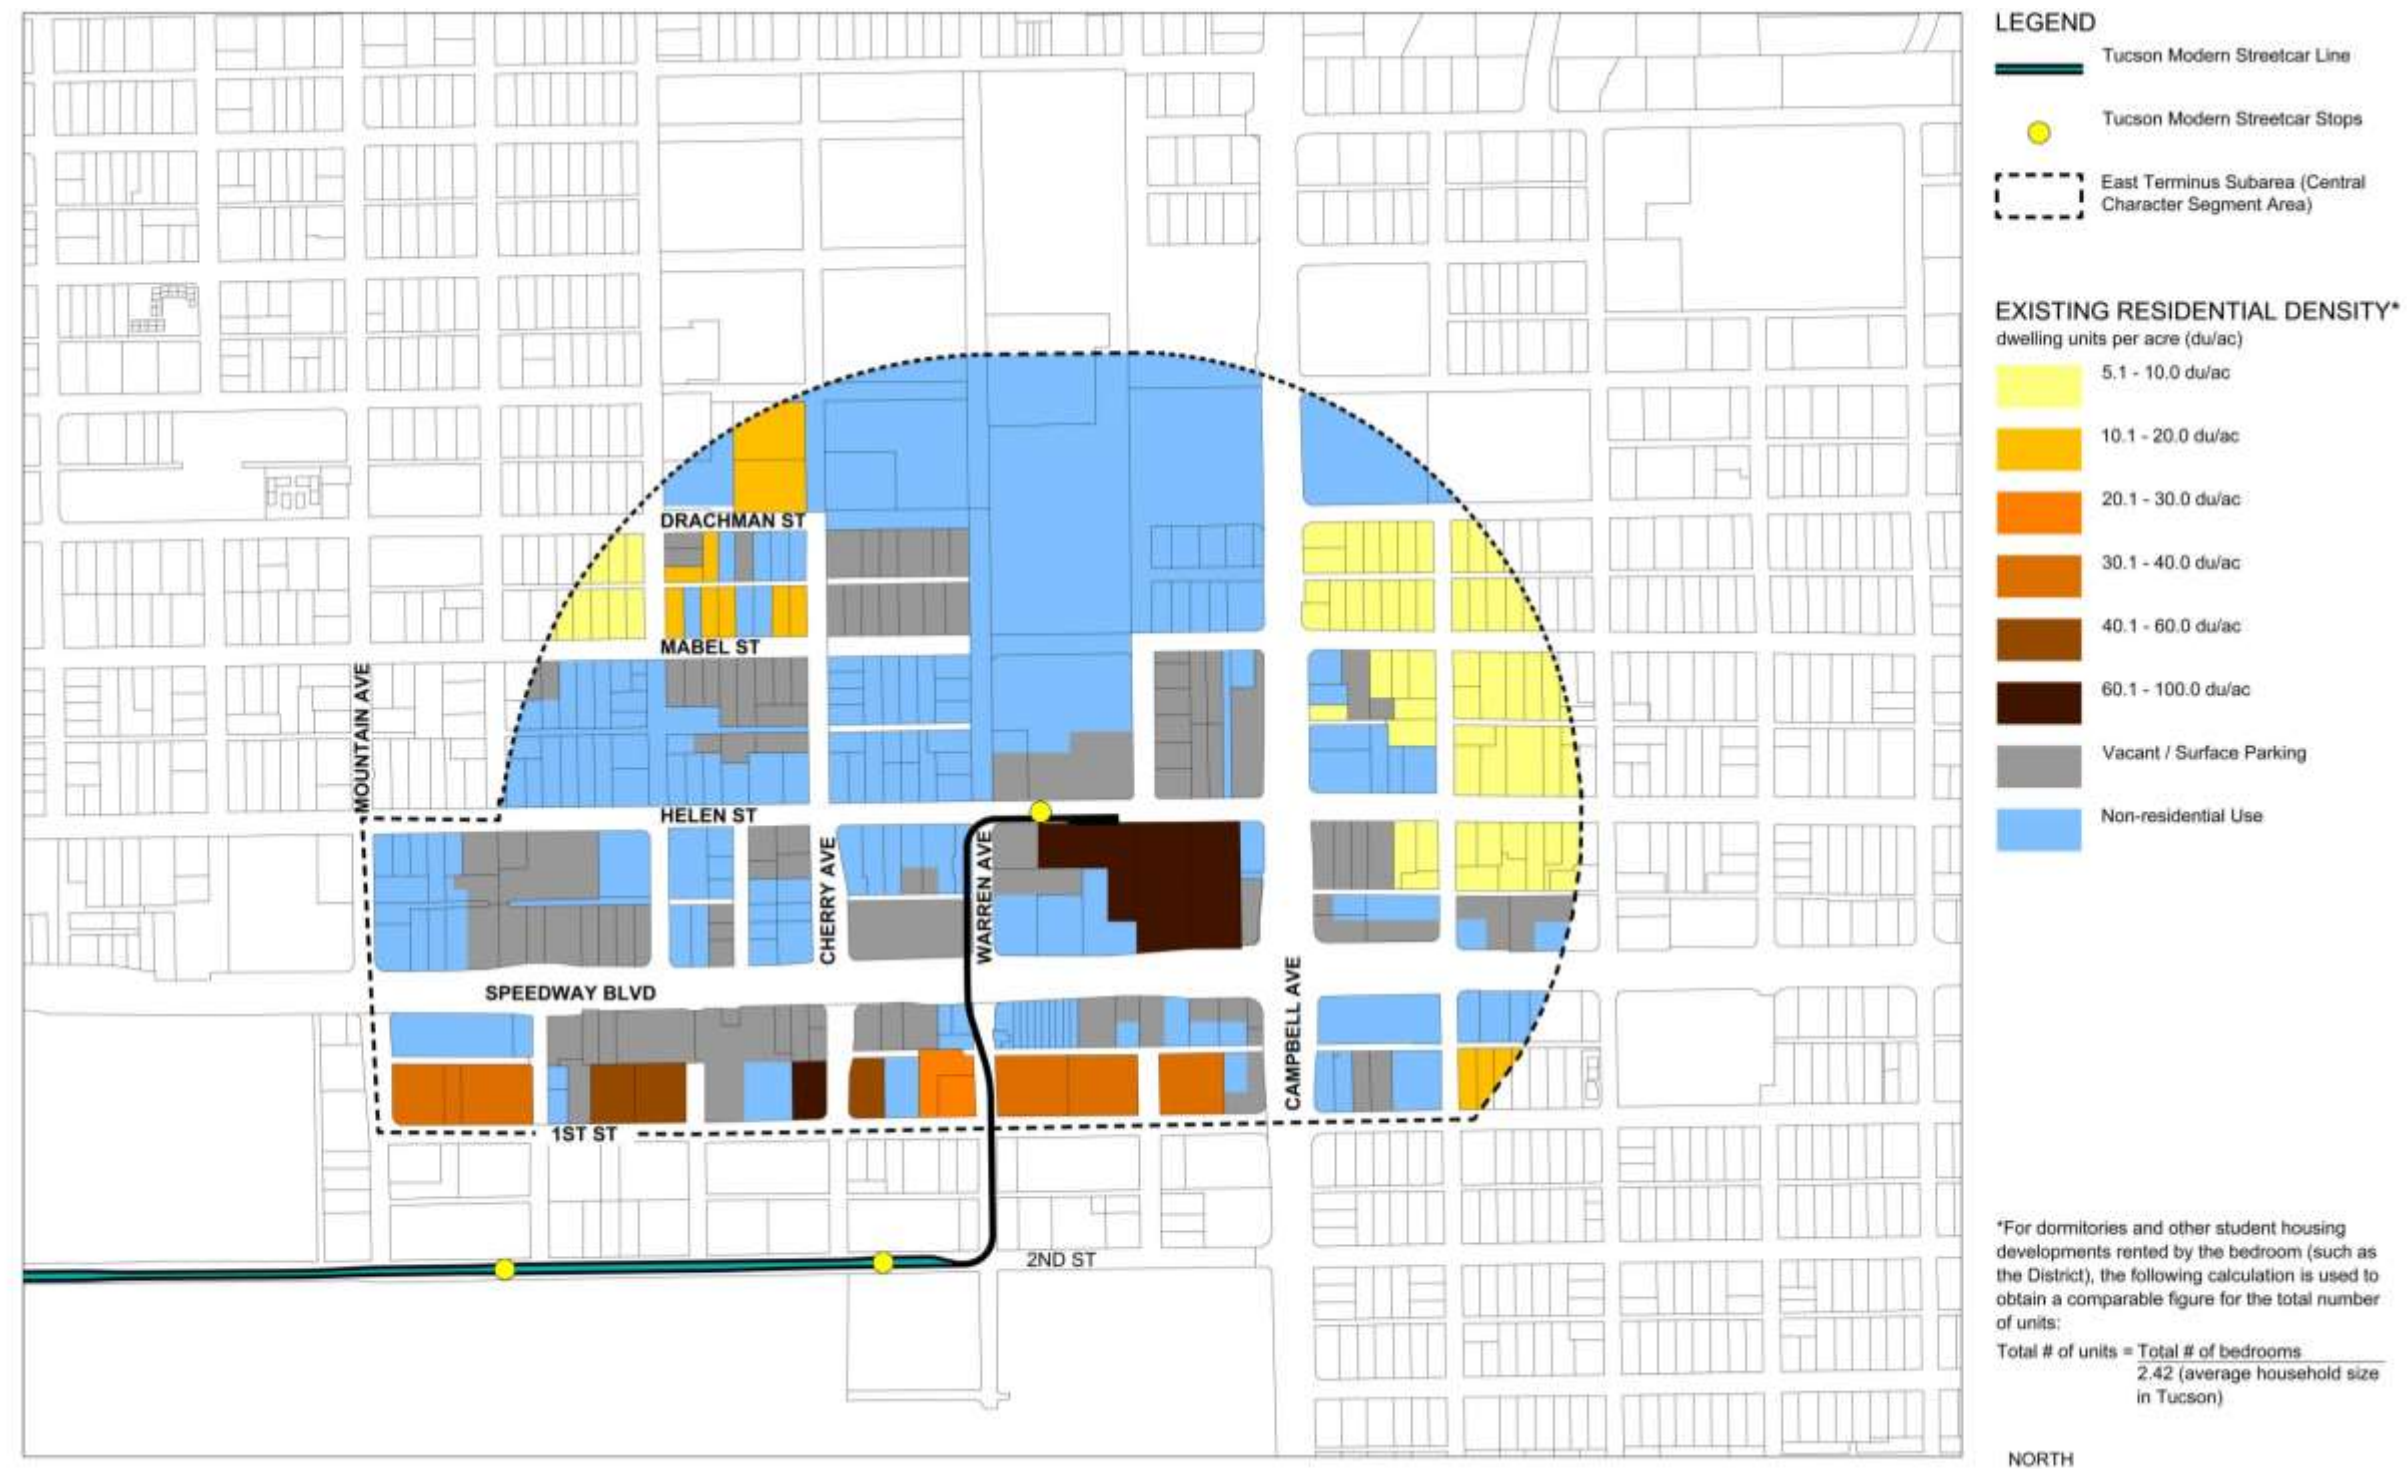 LEGEND
Tucson Modern Streetcar Line
Tucson Modern Streetcar Stops
East Terminus Subarea (Central
Character Segment Area)
EXISTING RESIDENTIAL DENSITY*
dwelling units per acre (du/ac)
5.1 - 10.0 du/ac
10.1 - 20.0 du/ac
20.1 - 30.0 du/ac
30.1 - 40.0 du/ac
40.1 - 60.0 du/ac
60.1 - 100.0 du/ac
Vacant / Surface Parking
Non-residential Use
DRACHMAN ST
MABEL ST
MOUNTAIN AVE
HELEN ST
CHERRY AVE
WARREN AVE
SPEEDWAY BLVD
CAMPBELL AVE
1ST ST
2ND ST
*For dormitories and other student housing
developments rented by the bedroom (such as
the District), the following calculation is used to
obtain a comparable figure for the total number
of units:
Total # of units = Total # of bedrooms
2.42 (average household size
in Tucson)
NORTH